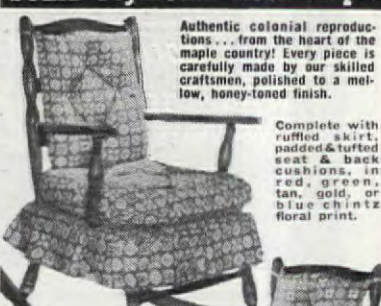 Authentic colonial reproduc-
tions... from the heart of the
maple country! Every piece is
carefully made by our skilled
craftsmen, polished to a mel-
low, honey-toned finish.
Complete with
ruffled skirt,
padded & tufted
seat & back
cushions, in
red, green,
tan, gold, or
blue chintz
floral print.